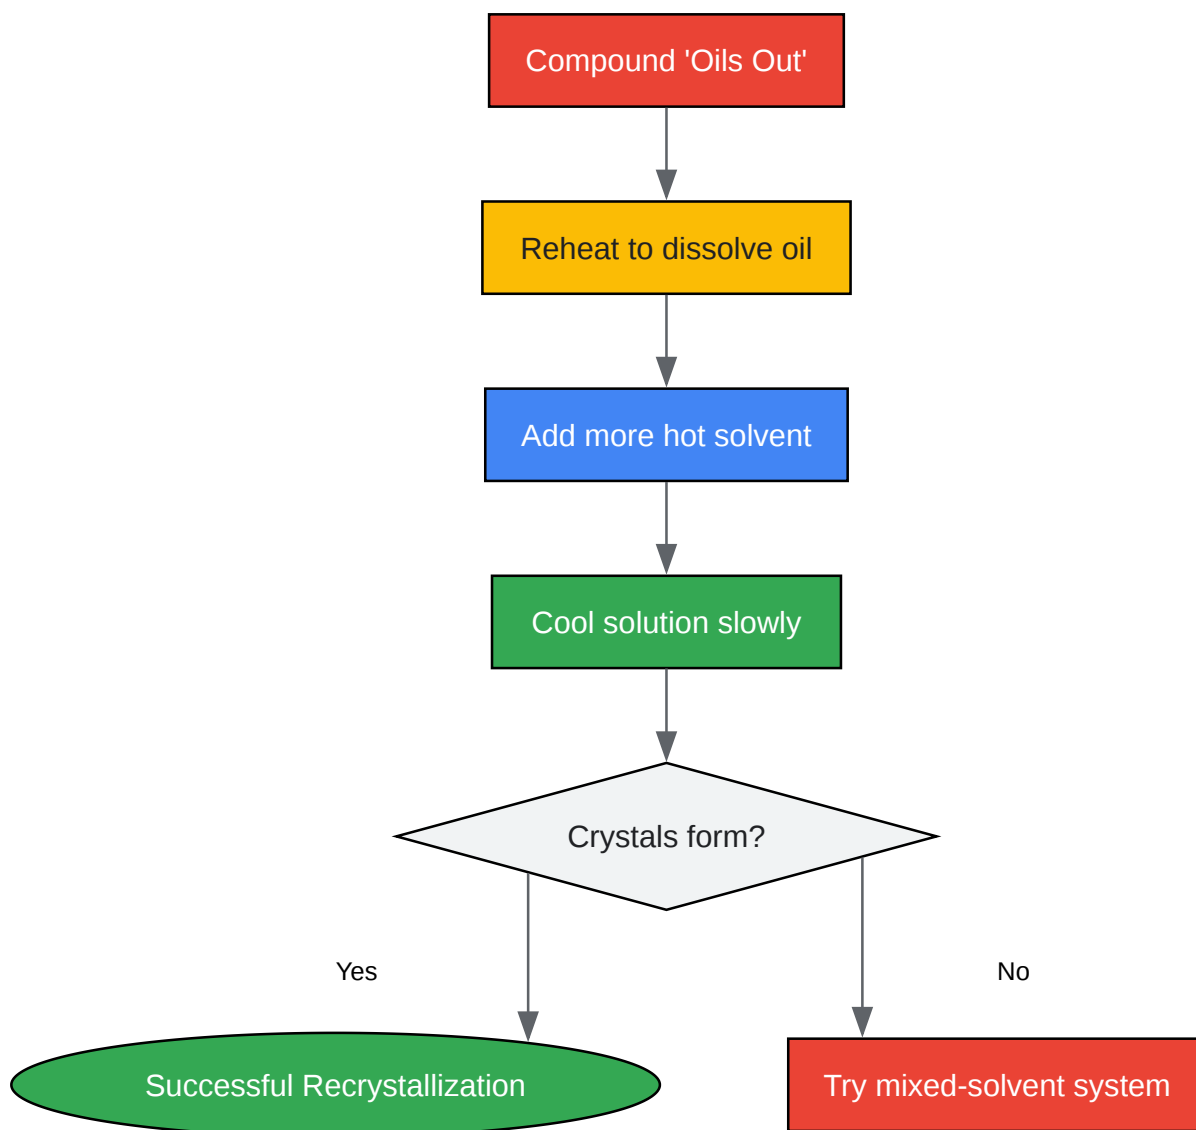 Compound 'Oils Out'
Reheat to dissolve oil
Add more hot solvent
Cool solution slowly
Crystals form?
Yes
No
Successful Recrystallization
Try mixed-solvent system